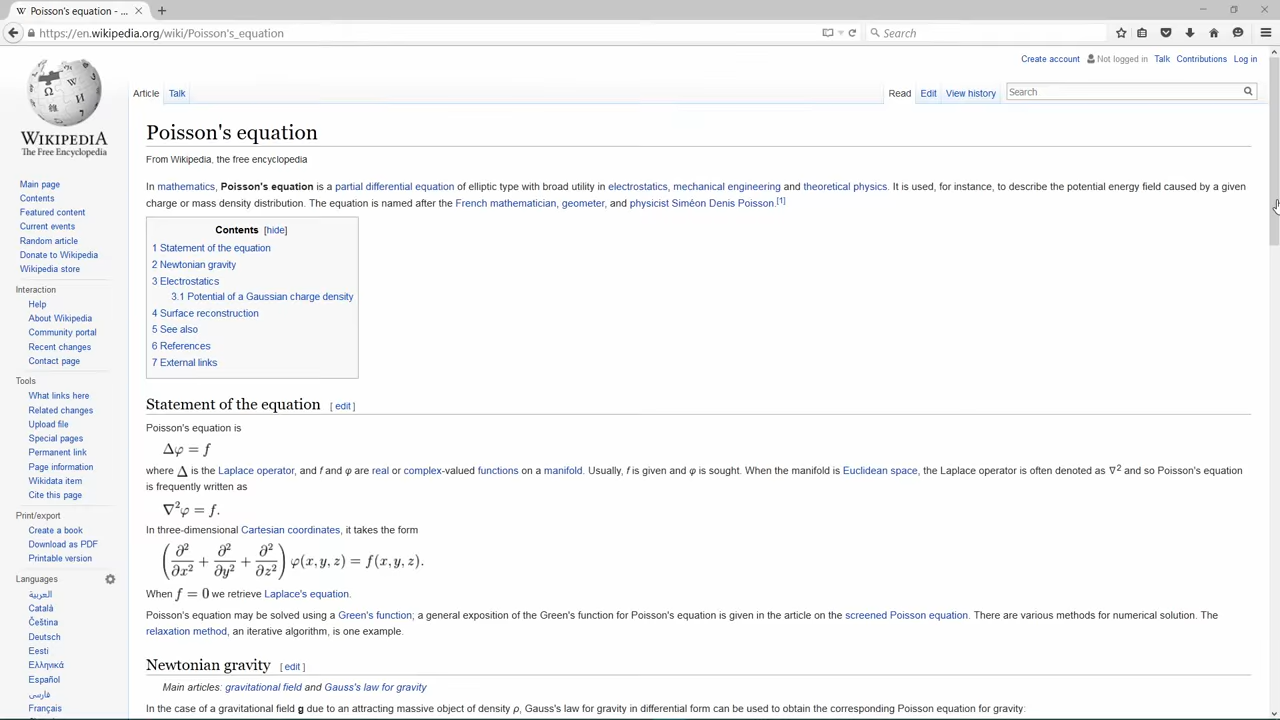 Poisson's equation - ...
https://en.wikipedia.org/wiki/Poisson's_equation
Search
Create account Not logged in Talk Contributions Log in
Article Talk Read Edit View history Search
WIKIPEDIA
The Free Encyclopedia
Main page
Contents
Featured content
Current events
Random article
Donate to Wikipedia
Wikipedia store
Interaction
Help
About Wikipedia
Community portal
Recent changes
Contact page
Tools
What links here
Related changes
Upload file
Special pages
Permanent link
Page information
Wikidata item
Cite this page
Print/export
Create a book
Download as PDF
Printable version
Languages
العربية
Català
Čeština
Deutsch
Eesti
Ελληνικά
Español
فارسی
Français
Poisson's equation
From Wikipedia, the free encyclopedia
In mathematics, Poisson's equation is a partial differential equation of elliptic type with broad utility in electrostatics, mechanical engineering and theoretical physics. It is used, for instance, to describe the potential energy field caused by a given
charge or mass density distribution. The equation is named after the French mathematician, geometer, and physicist Siméon Denis Poisson.[1]
Contents [hide]
1 Statement of the equation
2 Newtonian gravity
3 Electrostatics
3.1 Potential of a Gaussian charge density
4 Surface reconstruction
5 See also
6 References
7 External links
Statement of the equation [ edit ]
Poisson's equation is
Δφ = f
where Δ is the Laplace operator, and f and φ are real or complex-valued functions on a manifold. Usually, f is given and φ is sought. When the manifold is Euclidean space, the Laplace operator is often denoted as ∇² and so Poisson's equation
is frequently written as
∇²φ = f.
In three-dimensional Cartesian coordinates, it takes the form
(∂²/∂x² + ∂²/∂y² + ∂²/∂z²) φ(x, y, z) = f(x, y, z).
When f = 0 we retrieve Laplace's equation.
Poisson's equation may be solved using a Green's function; a general exposition of the Green's function for Poisson's equation is given in the article on the screened Poisson equation. There are various methods for numerical solution. The
relaxation method, an iterative algorithm, is one example.
Newtonian gravity [ edit ]
Main articles: gravitational field and Gauss's law for gravity
In the case of a gravitational field g due to an attracting massive object of density ρ, Gauss's law for gravity in differential form can be used to obtain the corresponding Poisson equation for gravity: